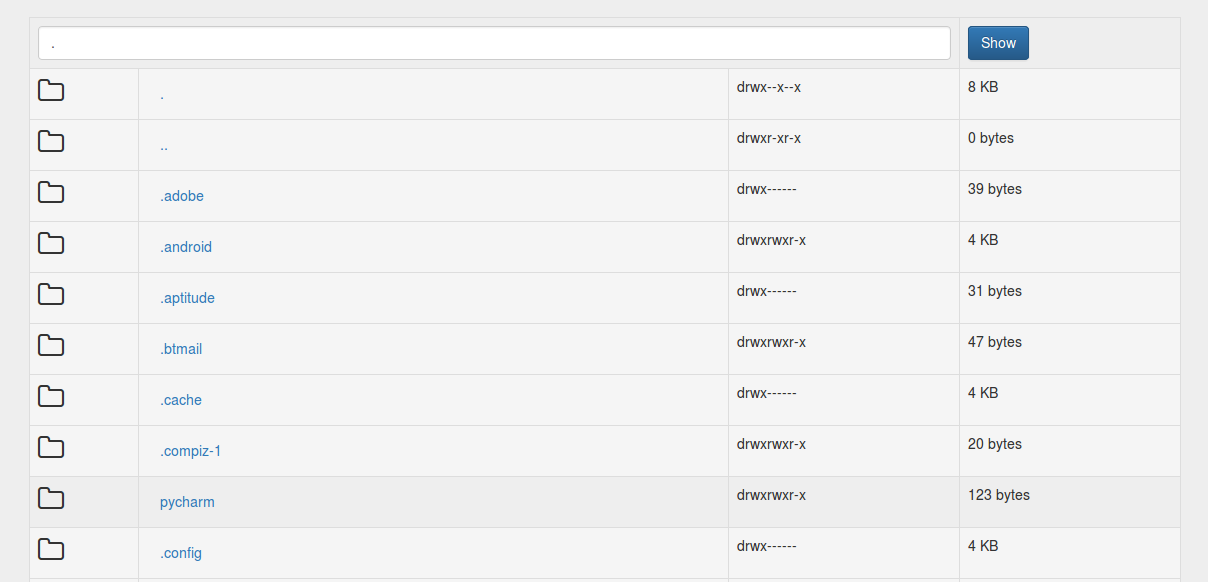 . Show
. drwx--x--x 8 KB
.. drwxr-xr-x 0 bytes
.adobe drwx------ 39 bytes
.android drwxrwxr-x 4 KB
.aptitude drwx------ 31 bytes
.btmail drwxrwxr-x 47 bytes
.cache drwx------ 4 KB
.compiz-1 drwxrwxr-x 20 bytes
pycharm drwxrwxr-x 123 bytes
.config drwx------ 4 KB